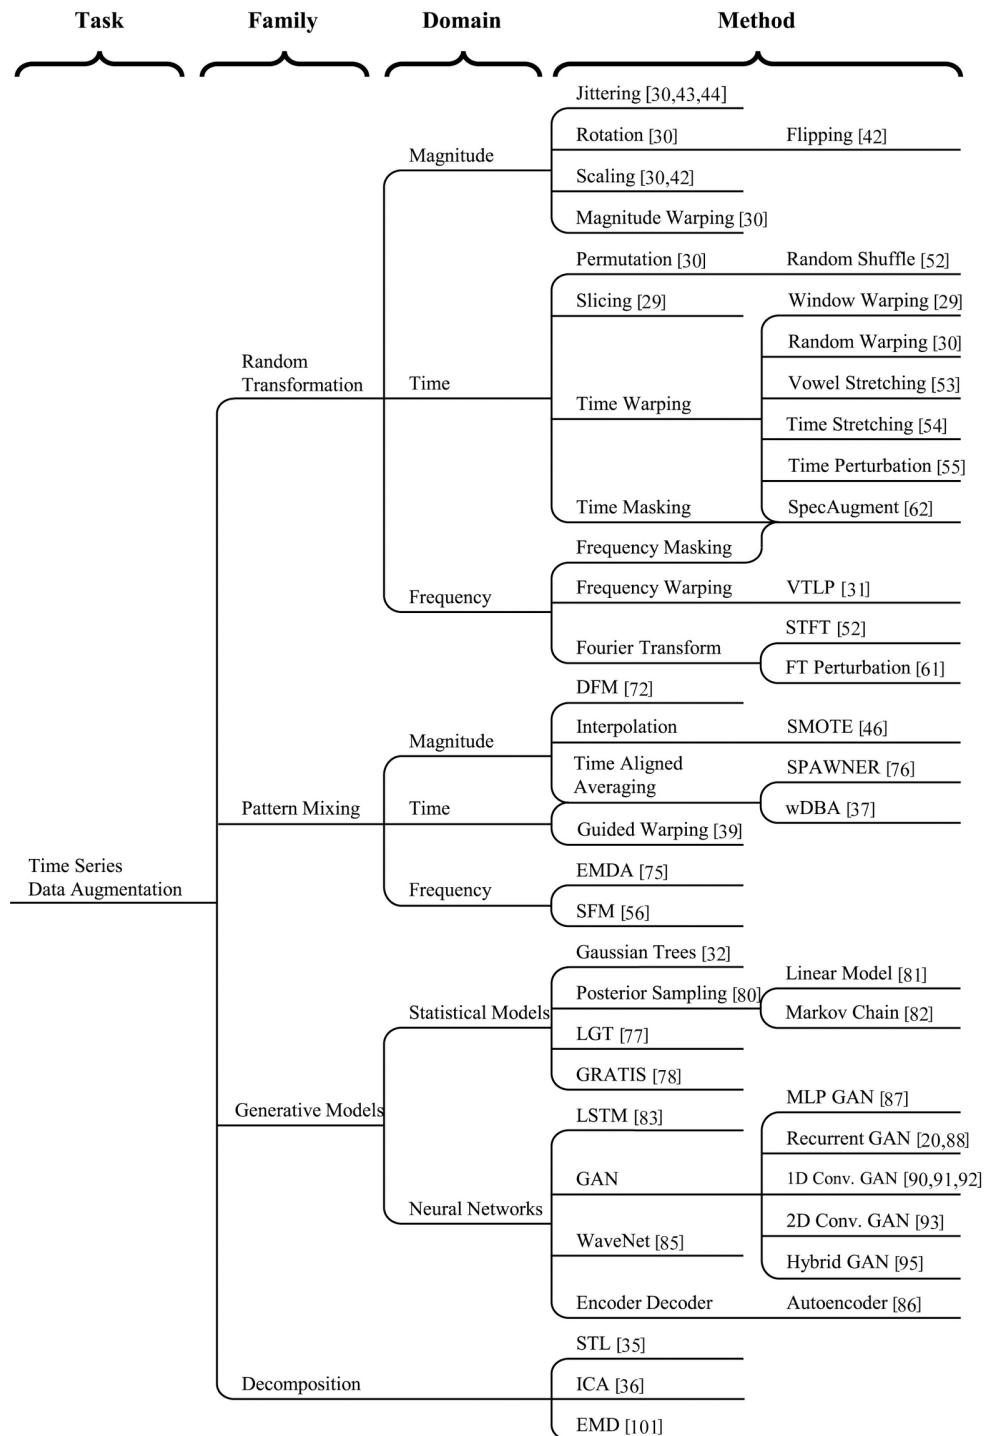 Task Family Domain Method
Jittering [30,43,44]
Rotation [30] Flipping [42]
Magnitude
Scaling [30,42]
Magnitude Warping [30]
Permutation [30] Random Shuffle [52]
Slicing [29] Window Warping [29]
Random Warping [30]
Random
Transformation Time Vowel Stretching [53]
Time Warping
Time Stretching [54]
Time Perturbation [55]
Time Masking SpecAugment [62]
Frequency Masking
Frequency Warping VTLP [31]
Frequency
STFT [52]
Fourier Transform
FT Perturbation [61]
DFM [72]
Interpolation SMOTE [46]
Magnitude
Time Aligned
Averaging
SPAWNER [76]
wDBA [37]
Pattern Mixing Time
Guided Warping [39]
Time Series
Data Augmentation
EMDA [75]
Frequency
SFM [56]
Gaussian Trees [32]
Linear Model [81]
Posterior Sampling [80]
Statistical Models Markov Chain [82]
LGT [77]
GRATIS [78]
MLP GAN [87]
Generative Models
LSTM [83]
Recurrent GAN [20,88]
GAN 1D Conv. GAN [90,91,92]
Neural Networks
2D Conv. GAN [93]
WaveNet [85]
Hybrid GAN [95]
Encoder Decoder Autoencoder [86]
STL [35]
Decomposition ICA [36]
EMD [101]